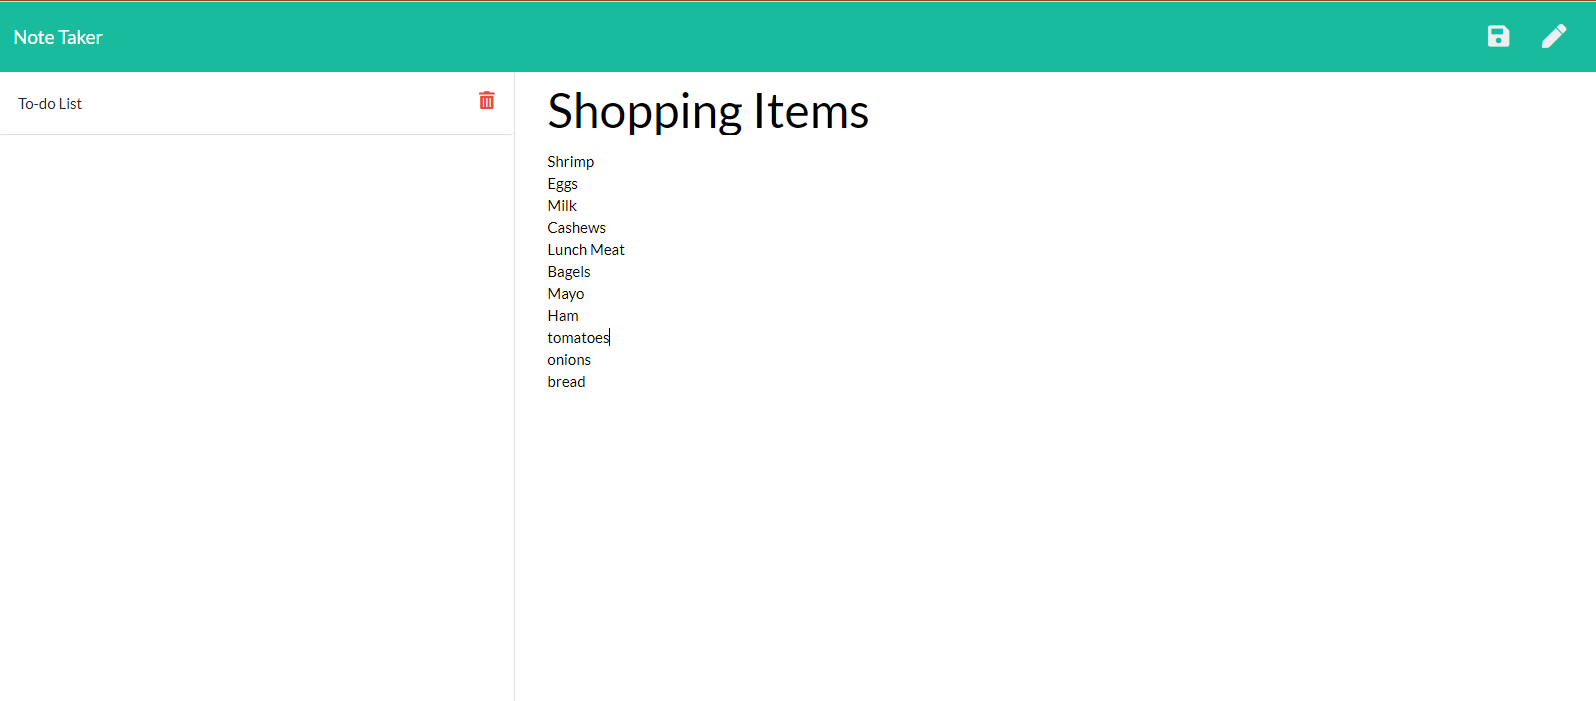 Note Taker
To-do List
Shopping Items
Shrimp
Eggs
Milk
Cashews
Lunch Meat
Bagels
Mayo
Ham
tomatoes
onions
bread